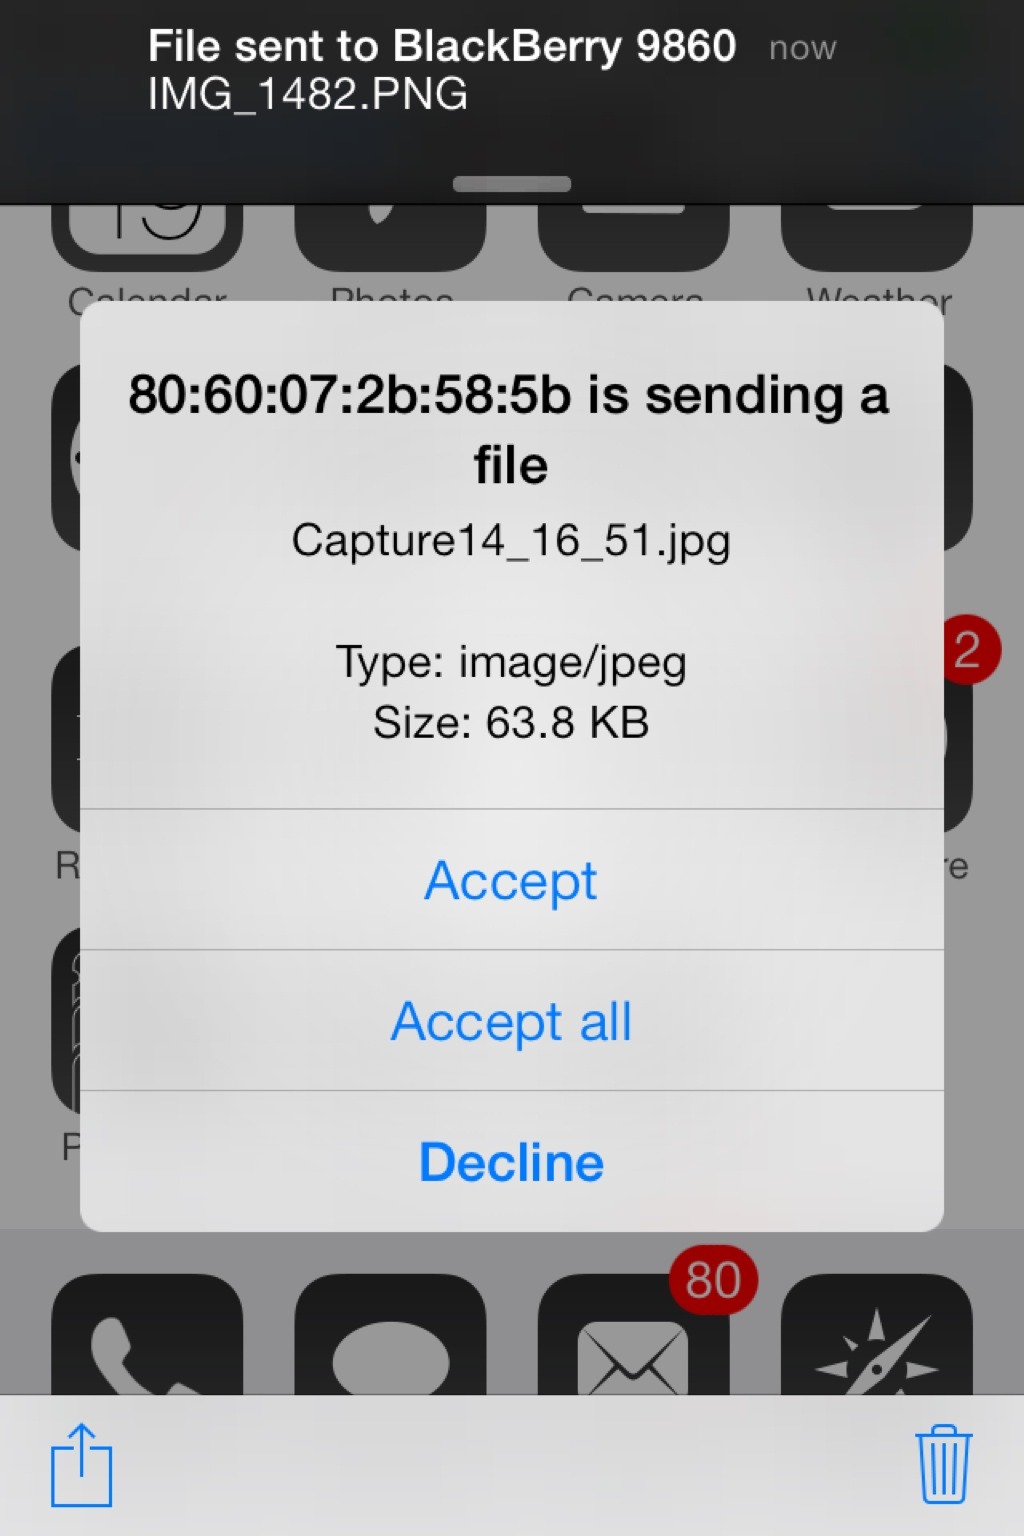 File sent to BlackBerry 9860 now
IMG_1482.PNG
Calendar Photos Camera Weather
80:60:07:2b:58:5b is sending a
file
Capture14_16_51.jpg
2
Type: image/jpeg
Size: 63.8 KB
R re
Accept
Accept all
P
Decline
80